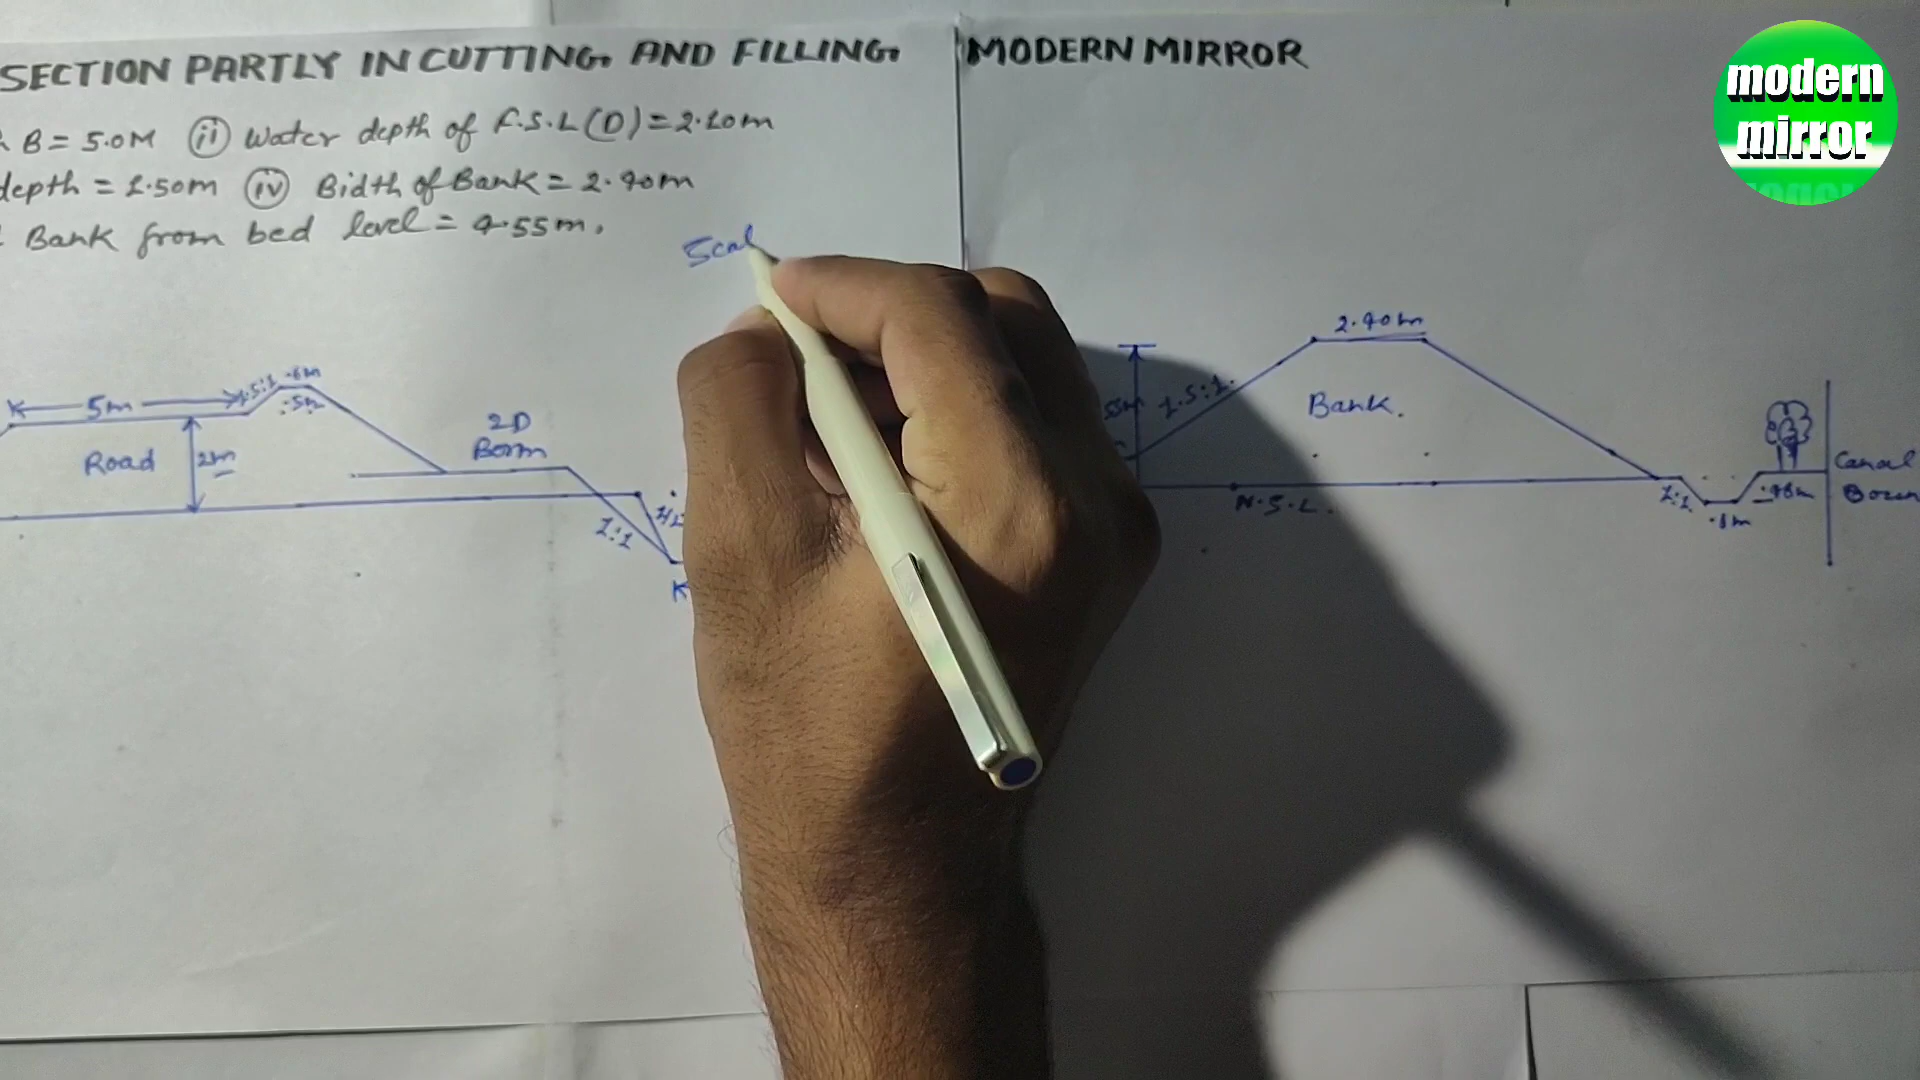 SECTION PARTLY IN CUTTING. AND FILLING.
MODERN MIRROR
modern
mirror
B = 5.0M (ii) Water depth of F.S.L (D) = 2.10m
depth = 1.50m (iv) Bidth of Bank = 2.40m
Bank from bed level = 4.55m.
Scal
2.40m
5m
1.5:1
.6m
.5m
1.5:1
Bank.
2D
Berm
Road
2m
Canal
1:1
N.S.L.
1:1
.6m